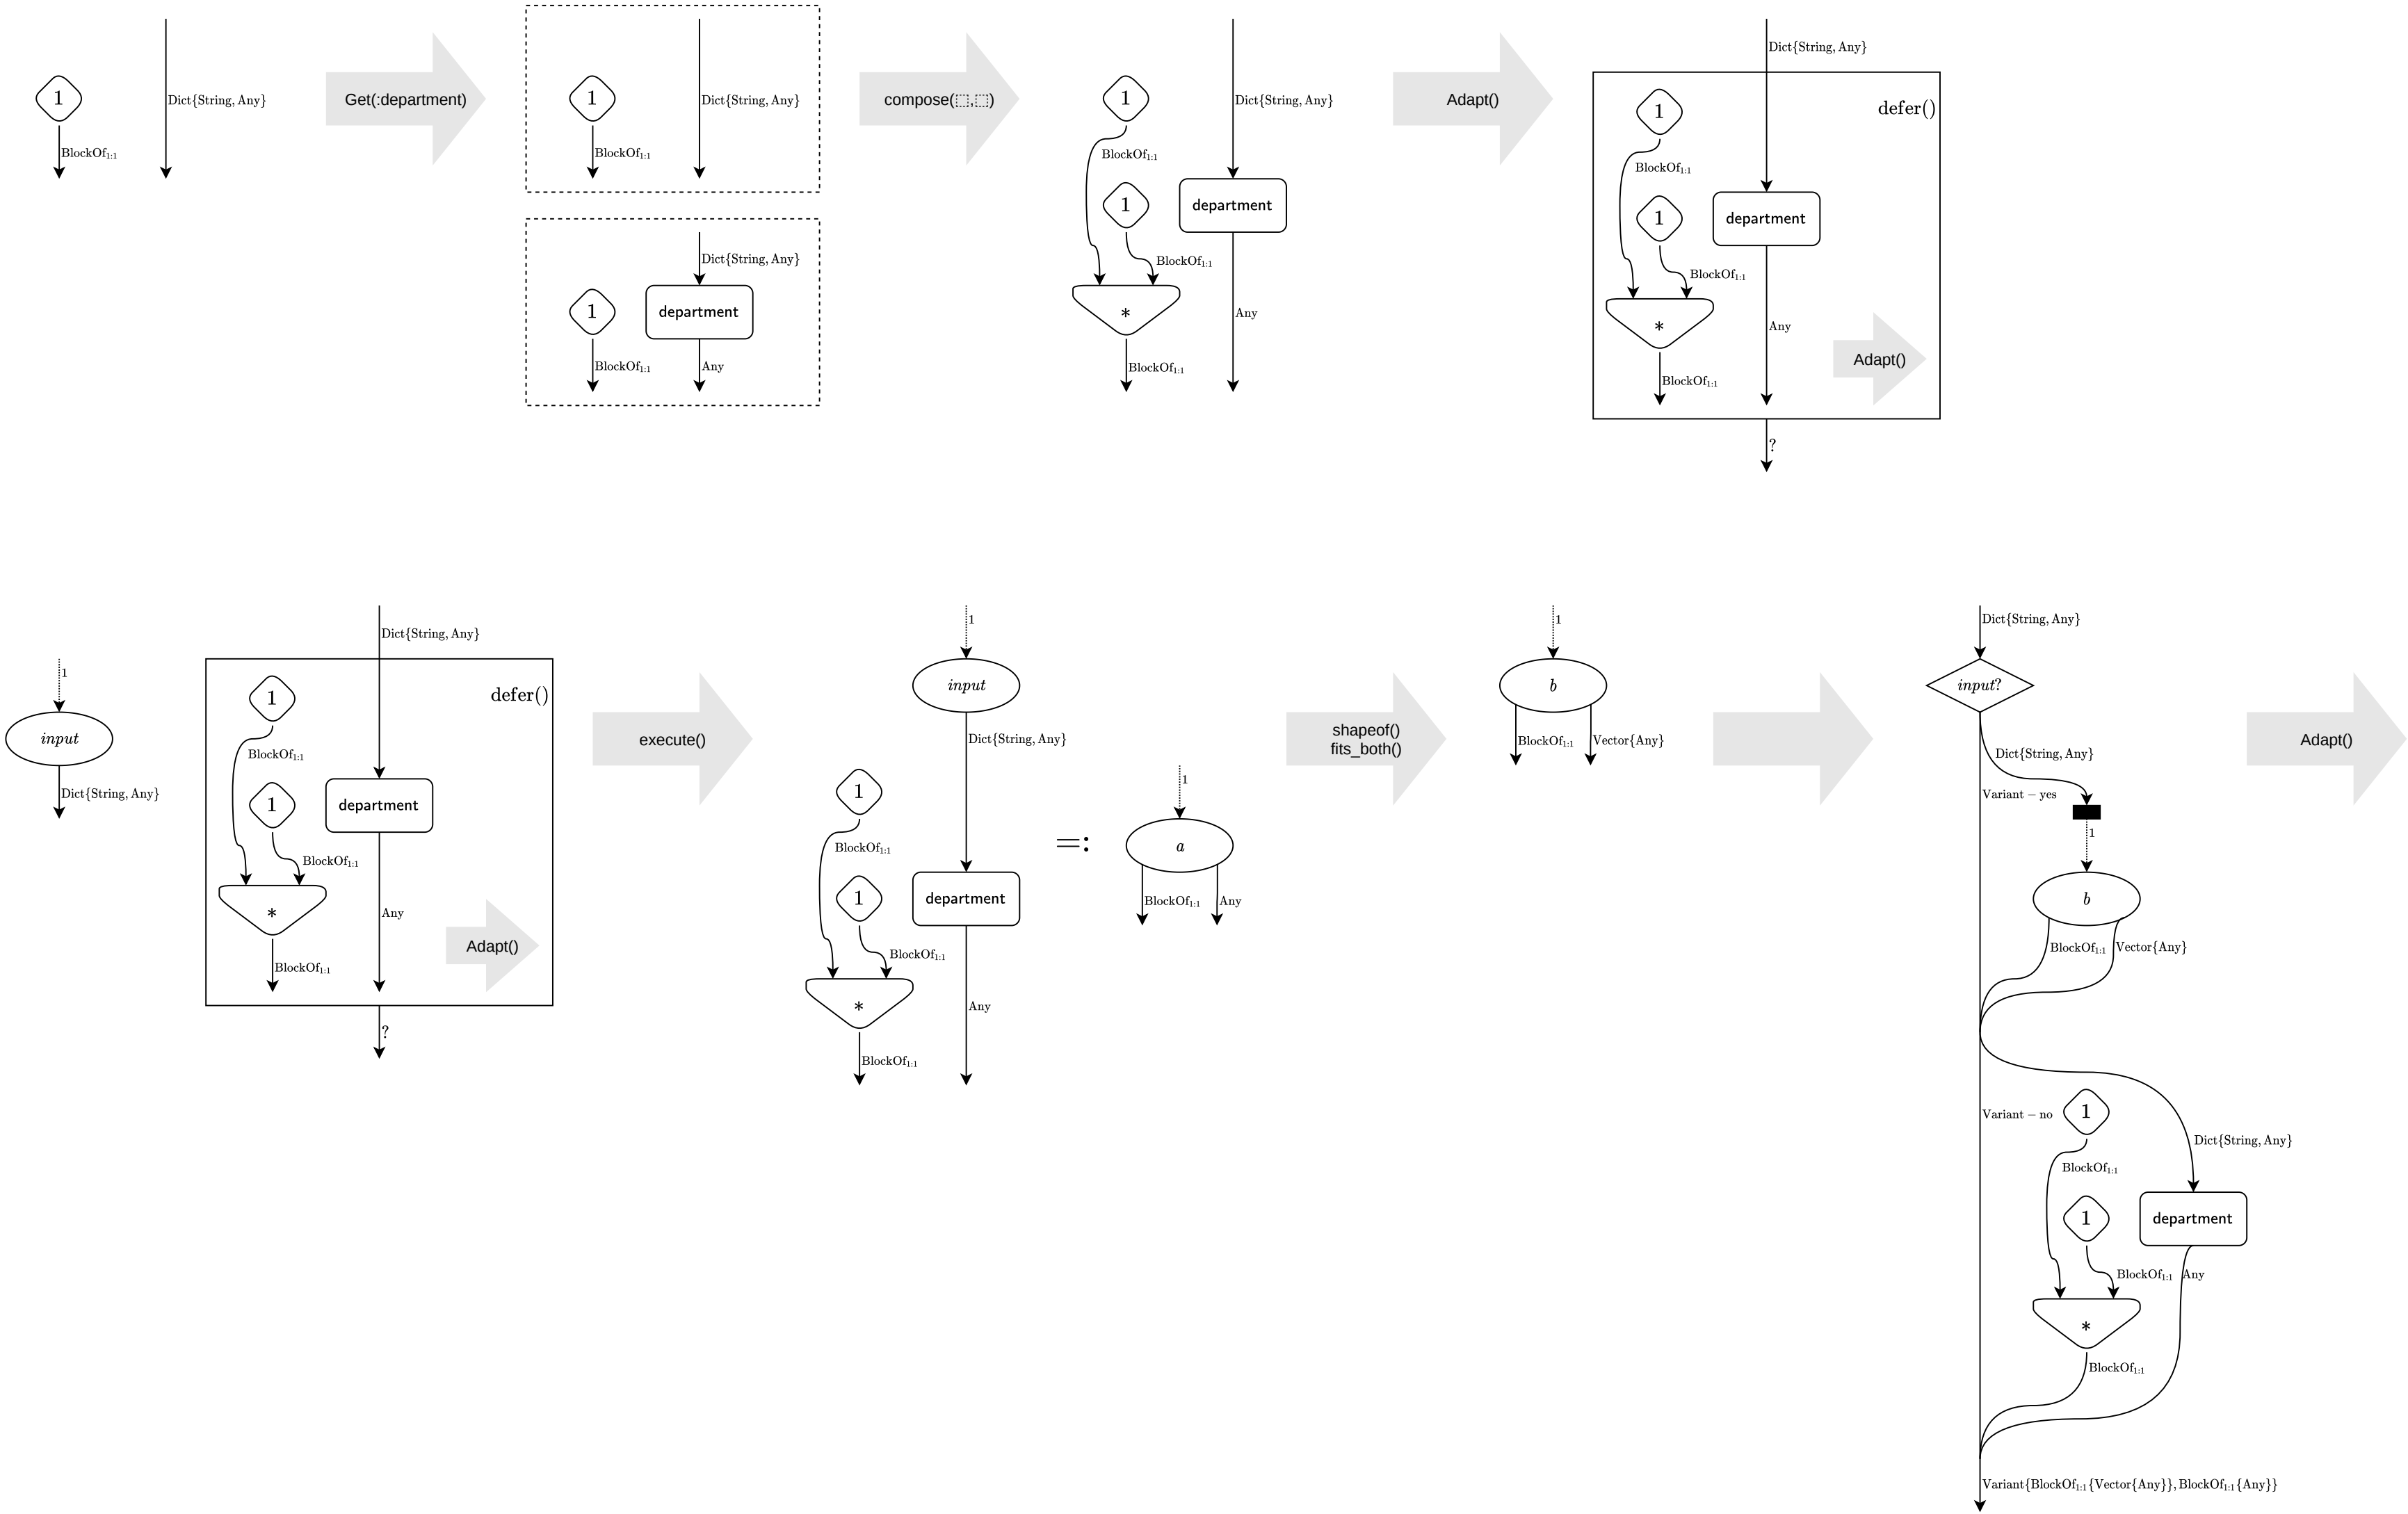 1
BlockOf₁:₁
Dict{String, Any}
Get(:department)
1
BlockOf₁:₁
Dict{String, Any}
1
BlockOf₁:₁
Dict{String, Any}
department
Any
compose(⬚,⬚)
1
BlockOf₁:₁
1
BlockOf₁:₁
*
BlockOf₁:₁
Dict{String, Any}
department
Any
Adapt()
Dict{String, Any}
defer()
1
BlockOf₁:₁
1
BlockOf₁:₁
*
BlockOf₁:₁
department
Any
Adapt()
?
1
input
Dict{String, Any}
Dict{String, Any}
defer()
1
BlockOf₁:₁
1
BlockOf₁:₁
*
BlockOf₁:₁
department
Any
Adapt()
?
execute()
1
input
Dict{String, Any}
1
BlockOf₁:₁
1
BlockOf₁:₁
*
BlockOf₁:₁
department
Any
=:
1
a
BlockOf₁:₁
Any
shapeof()
fits_both()
1
b
BlockOf₁:₁
Vector{Any}
Dict{String, Any}
input?
Dict{String, Any}
Variant − yes
1
b
BlockOf₁:₁
Vector{Any}
Variant − no
1
BlockOf₁:₁
Dict{String, Any}
1
department
BlockOf₁:₁
Any
*
BlockOf₁:₁
Variant{BlockOf₁:₁{Vector{Any}}, BlockOf₁:₁{Any}}
Adapt()